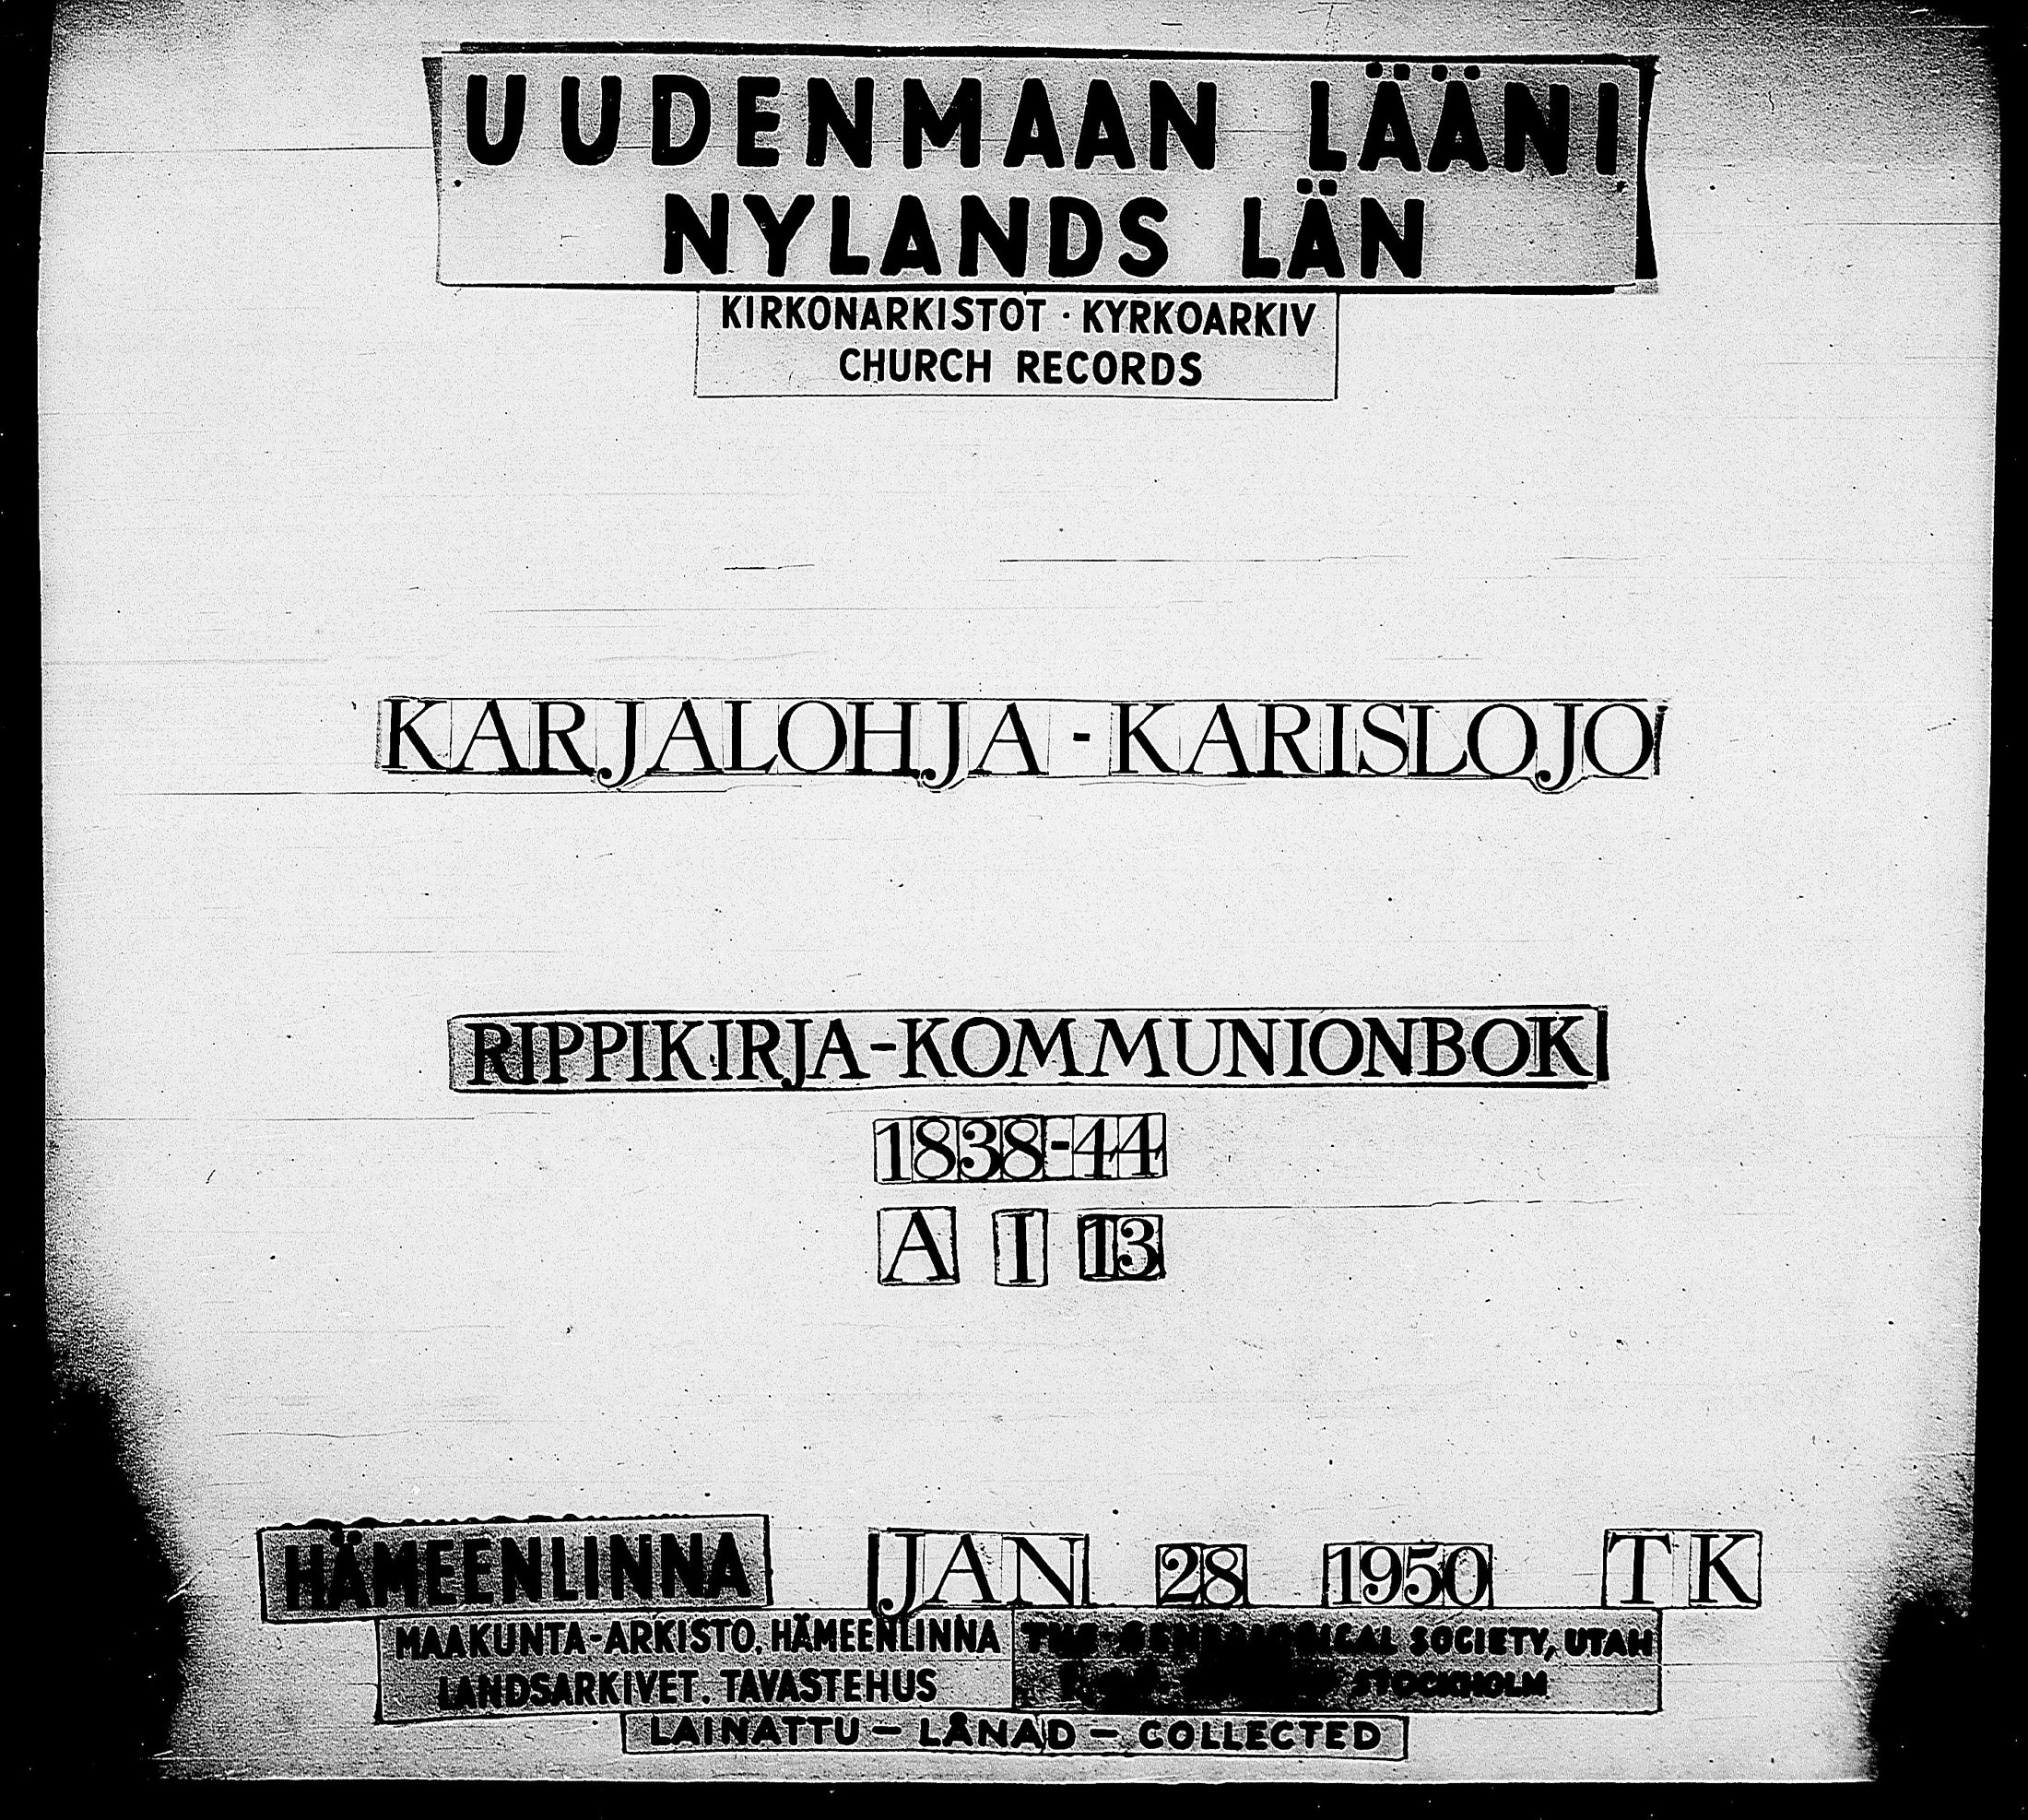 UUDENMAAN LÄÄNI
NYLANDS LÄN
KIRKONARKISTOT · KYRKOARKIV
CHURCH RECORDS
KARJALOHJA - KARISLOJO
RIPPIKIRJA-KOMMUNIONBOK
1838-44
A I 13
HÄMEENLINNA JAN 28 1950 TK
MAAKUNTA-ARKISTO, HÄMEENLINNA
LANDSARKIVET. TAVASTEHUS
SOCIETY, UTAH
STOCKHOLM
LAINATTU - LÅNAD - COLLECTED